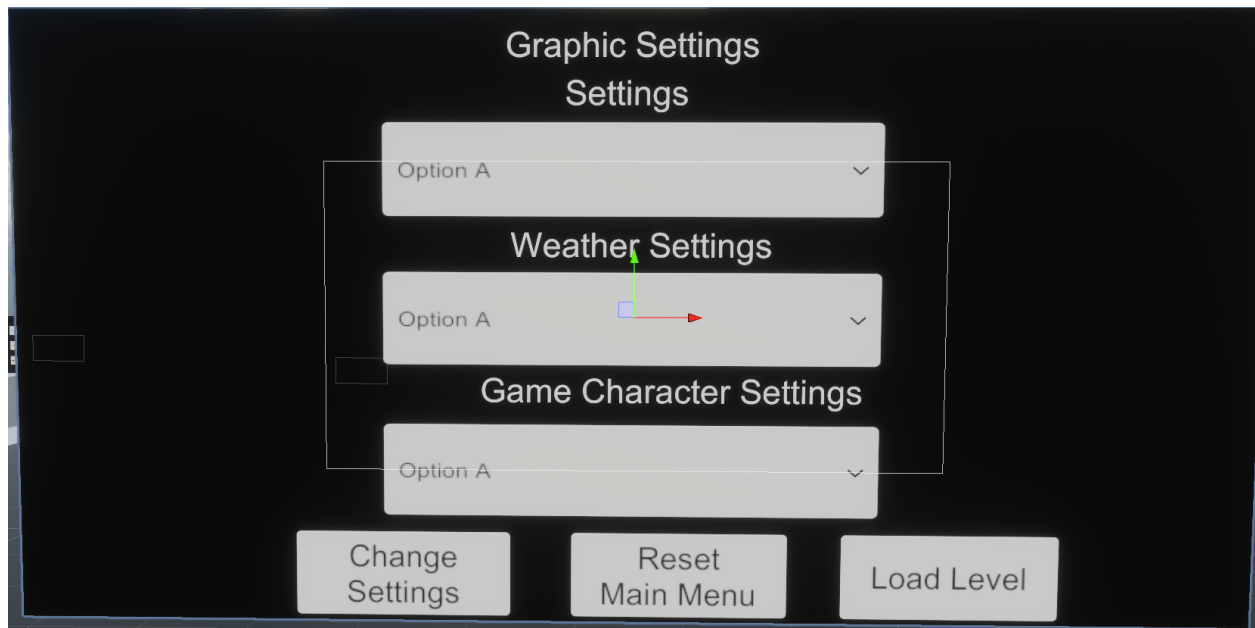 Graphic Settings
Settings
Option A
Weather Settings
Option A
Game Character Settings
Option A
Change
Settings
Reset
Main Menu
Load Level